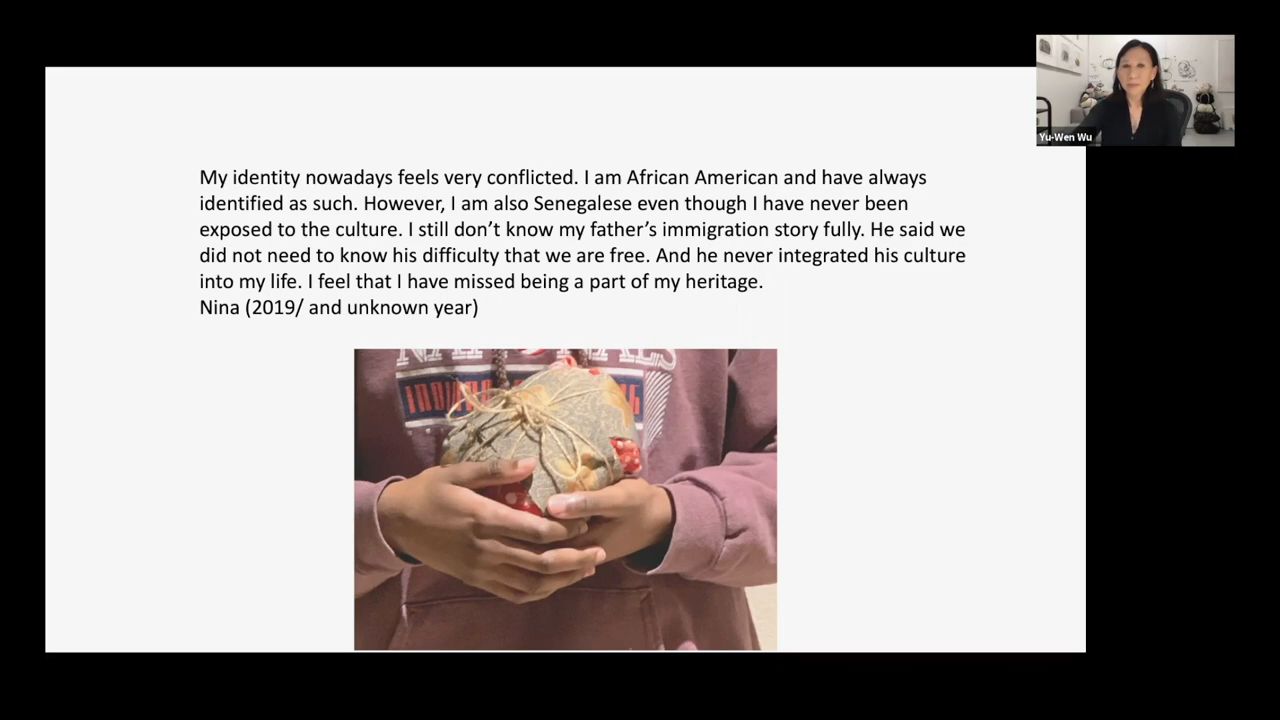 Yu-Wen Wu
My identity nowadays feels very conflicted. I am African American and have always
identified as such. However, I am also Senegalese even though I have never been
exposed to the culture. I still don’t know my father’s immigration story fully. He said we
did not need to know his difficulty that we are free. And he never integrated his culture
into my life. I feel that I have missed being a part of my heritage.
Nina (2019/ and unknown year)